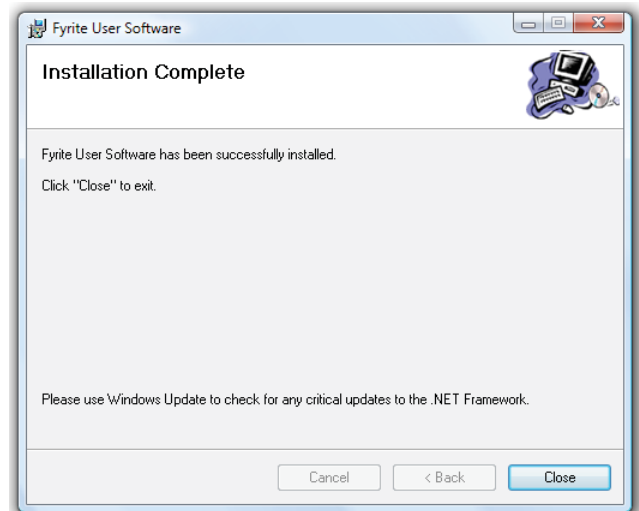 Fyrite User Software
Installation Complete
Fyrite User Software has been successfully installed.
Click "Close" to exit.
Please use Windows Update to check for any critical updates to the .NET Framework.
Cancel
< Back
Close